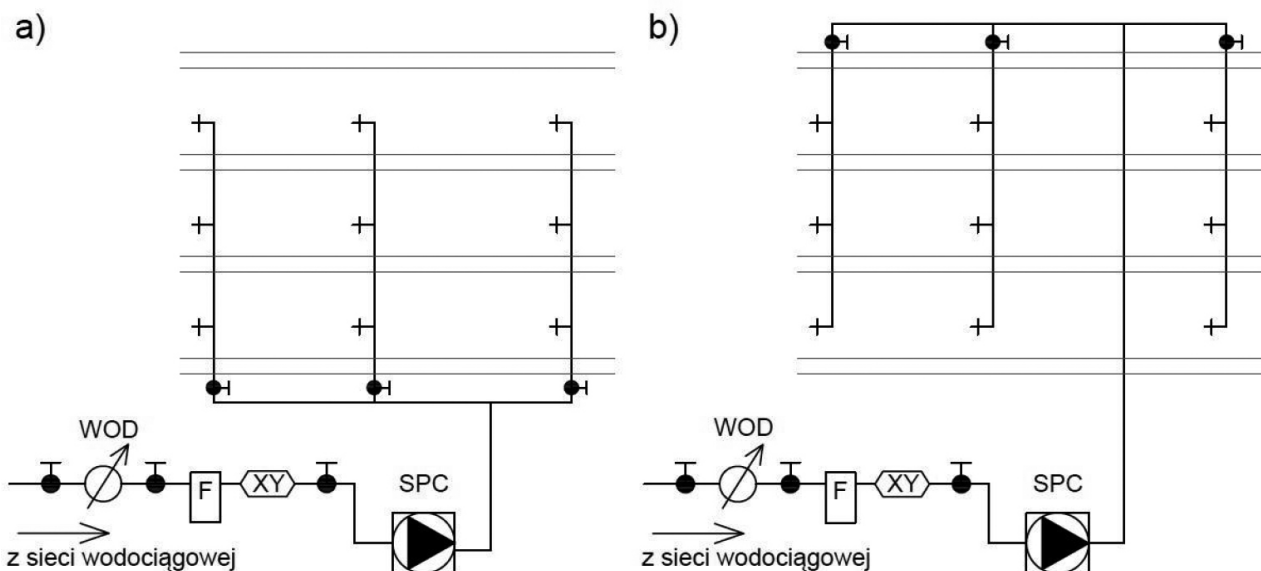 a)
WOD
F
XY
SPC
z sieci wodociągowej
b)
WOD
F
XY
SPC
z sieci wodociągowej